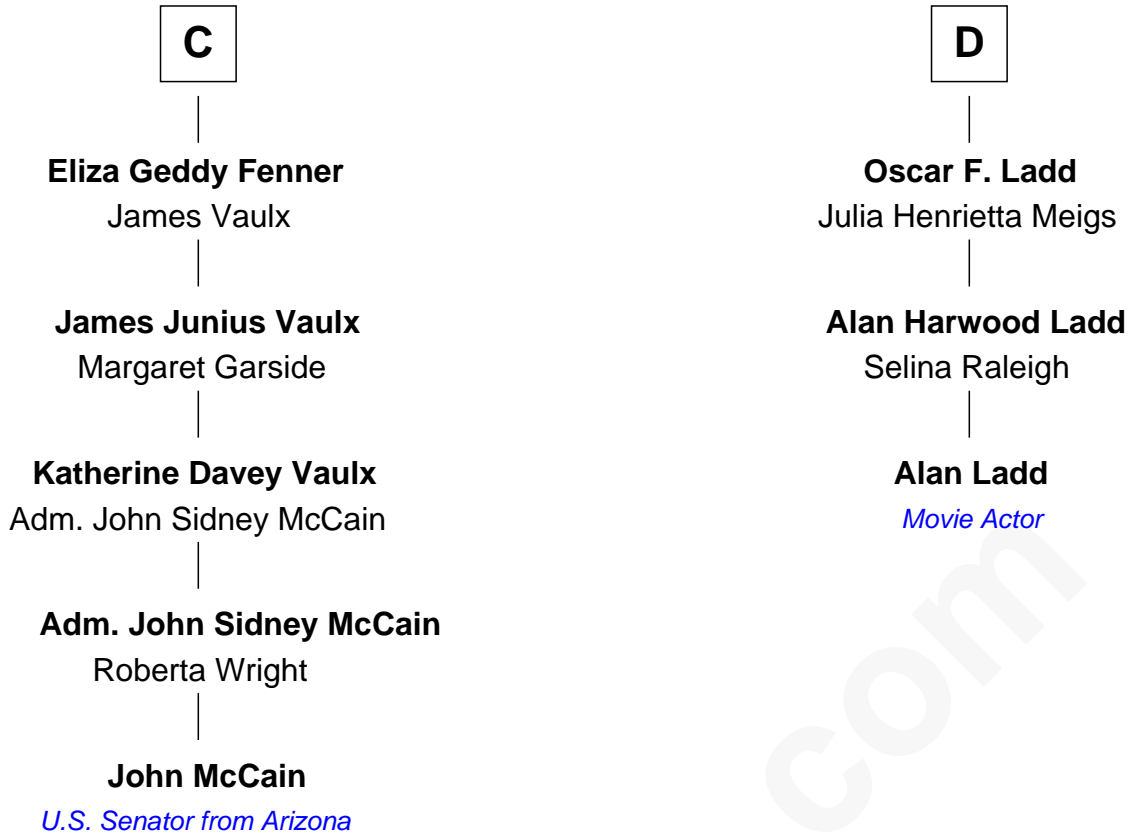 C
Eliza Geddy Fenner
James Vaulx
James Junius Vaulx
Margaret Garside
Katherine Davey Vaulx
Adm. John Sidney McCain
Adm. John Sidney McCain
Roberta Wright
John McCain
U.S. Senator from Arizona
D
Oscar F. Ladd
Julia Henrietta Meigs
Alan Harwood Ladd
Selina Raleigh
Alan Ladd
Movie Actor
com